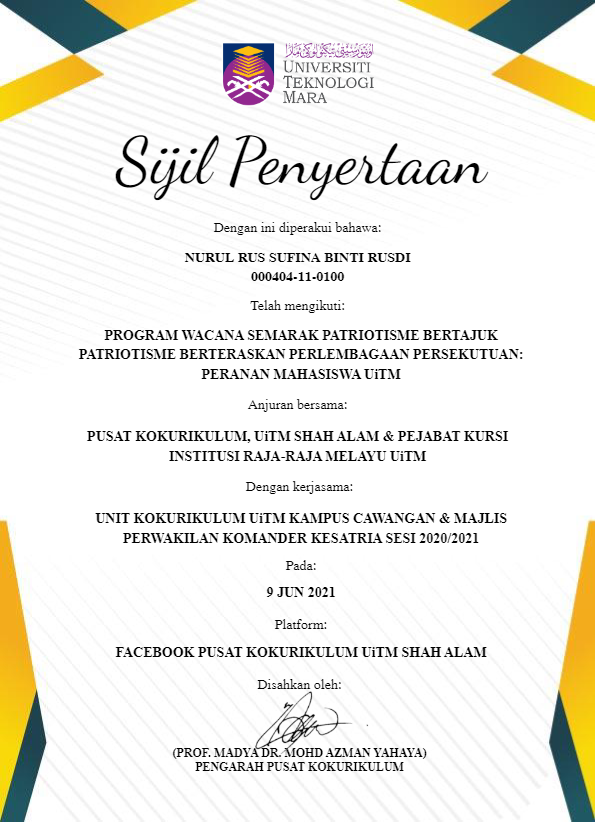 اونيۏرسيتي تيكنولوڬي مارا
UNIVERSITI
TEKNOLOGI
MARA
Sijil Penyertaan
Dengan ini diperakui bahawa:
NURUL RUS SUFINA BINTI RUSDI
000404-11-0100
Telah mengikuti:
PROGRAM WACANA SEMARAK PATRIOTISME BERTAJUK
PATRIOTISME BERTERASKAN PERLEMBAGAAN PERSEKUTUAN:
PERANAN MAHASISWA UiTM
Anjuran bersama:
PUSAT KOKURIKULUM, UiTM SHAH ALAM & PEJABAT KURSI
INSTITUSI RAJA-RAJA MELAYU UiTM
Dengan kerjasama:
UNIT KOKURIKULUM UiTM KAMPUS CAWANGAN & MAJLIS
PERWAKILAN KOMANDER KESATRIA SESI 2020/2021
Pada:
9 JUN 2021
Platform:
FACEBOOK PUSAT KOKURIKULUM UiTM SHAH ALAM
Disahkan oleh:
(PROF. MADYA DR. MOHD AZMAN YAHAYA)
PENGARAH PUSAT KOKURIKULUM